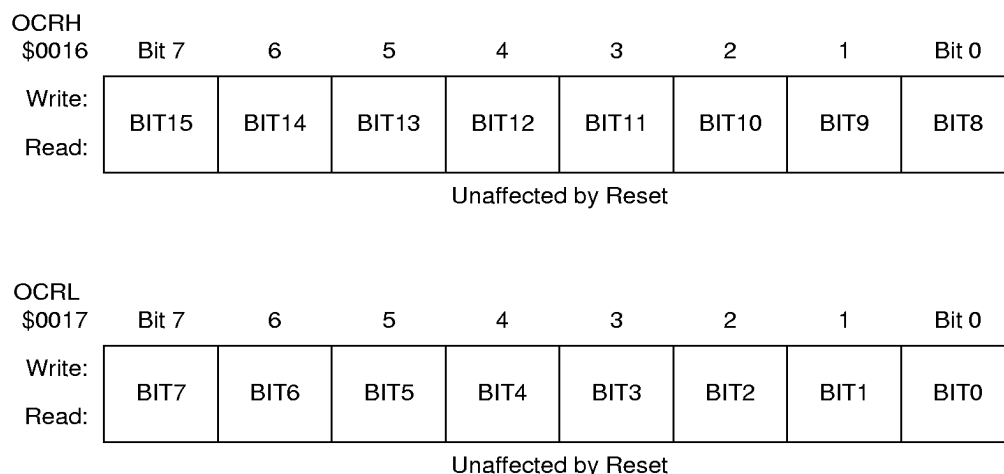 OCRH
$0016 Bit 7 6 5 4 3 2 1 Bit 0
Write:
BIT15 BIT14 BIT13 BIT12 BIT11 BIT10 BIT9 BIT8
Read:
Unaffected by Reset
OCRL
$0017 Bit 7 6 5 4 3 2 1 Bit 0
Write:
BIT7 BIT6 BIT5 BIT4 BIT3 BIT2 BIT1 BIT0
Read:
Unaffected by Reset